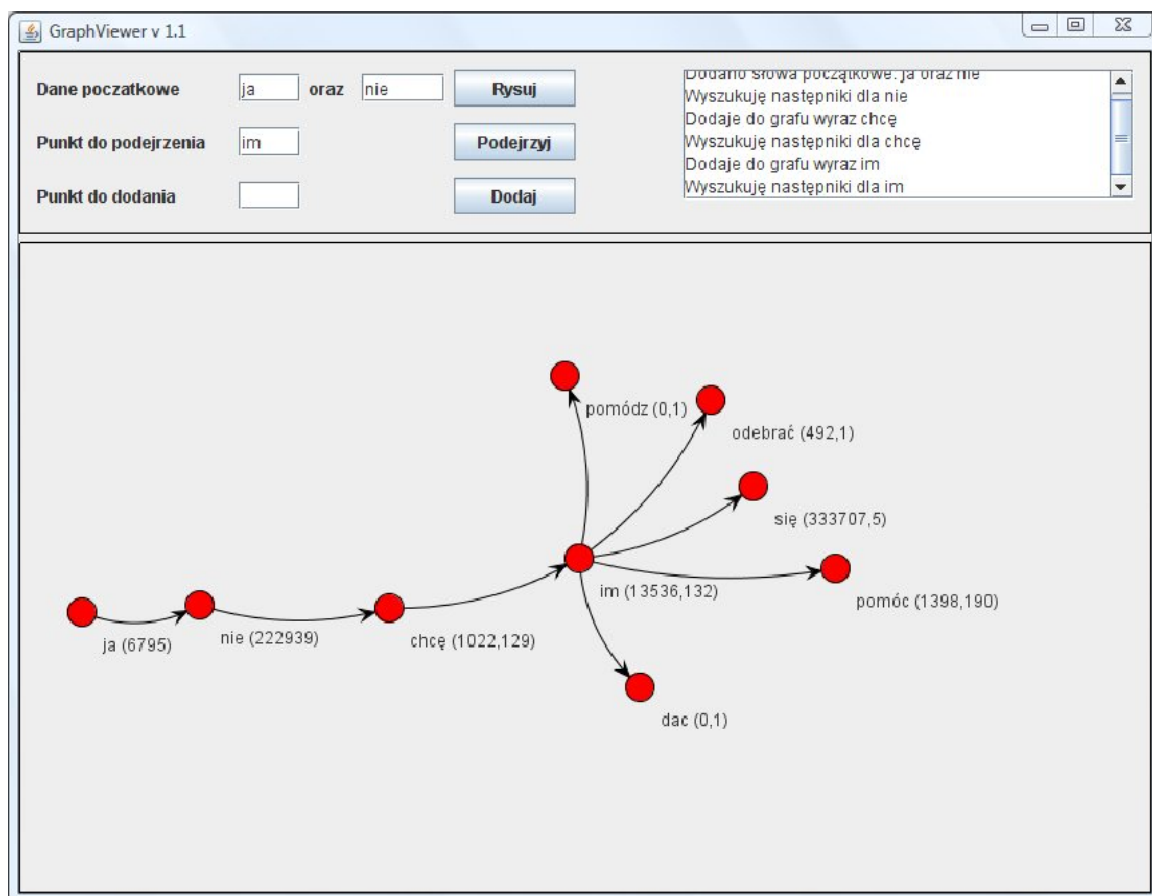 GraphViewer v 1.1
Dane poczatkowe ja oraz nie Rysuj
Punkt do podejrzenia im Podejrzyj
Punkt do dodania Dodaj
Dodano słowa początkowe: ja oraz nie
Wyszukuję następniki dla nie
Dodaje do grafu wyraz chcę
Wyszukuję następniki dla chcę
Dodaje do grafu wyraz im
Wyszukuję następniki dla im
pomódz (0,1)
odebrać (492,1)
się (333707,5)
im (13536,132)
pomóc (1398,190)
nie (222939)
chcę (1022,129)
ja (6795)
dac (0,1)